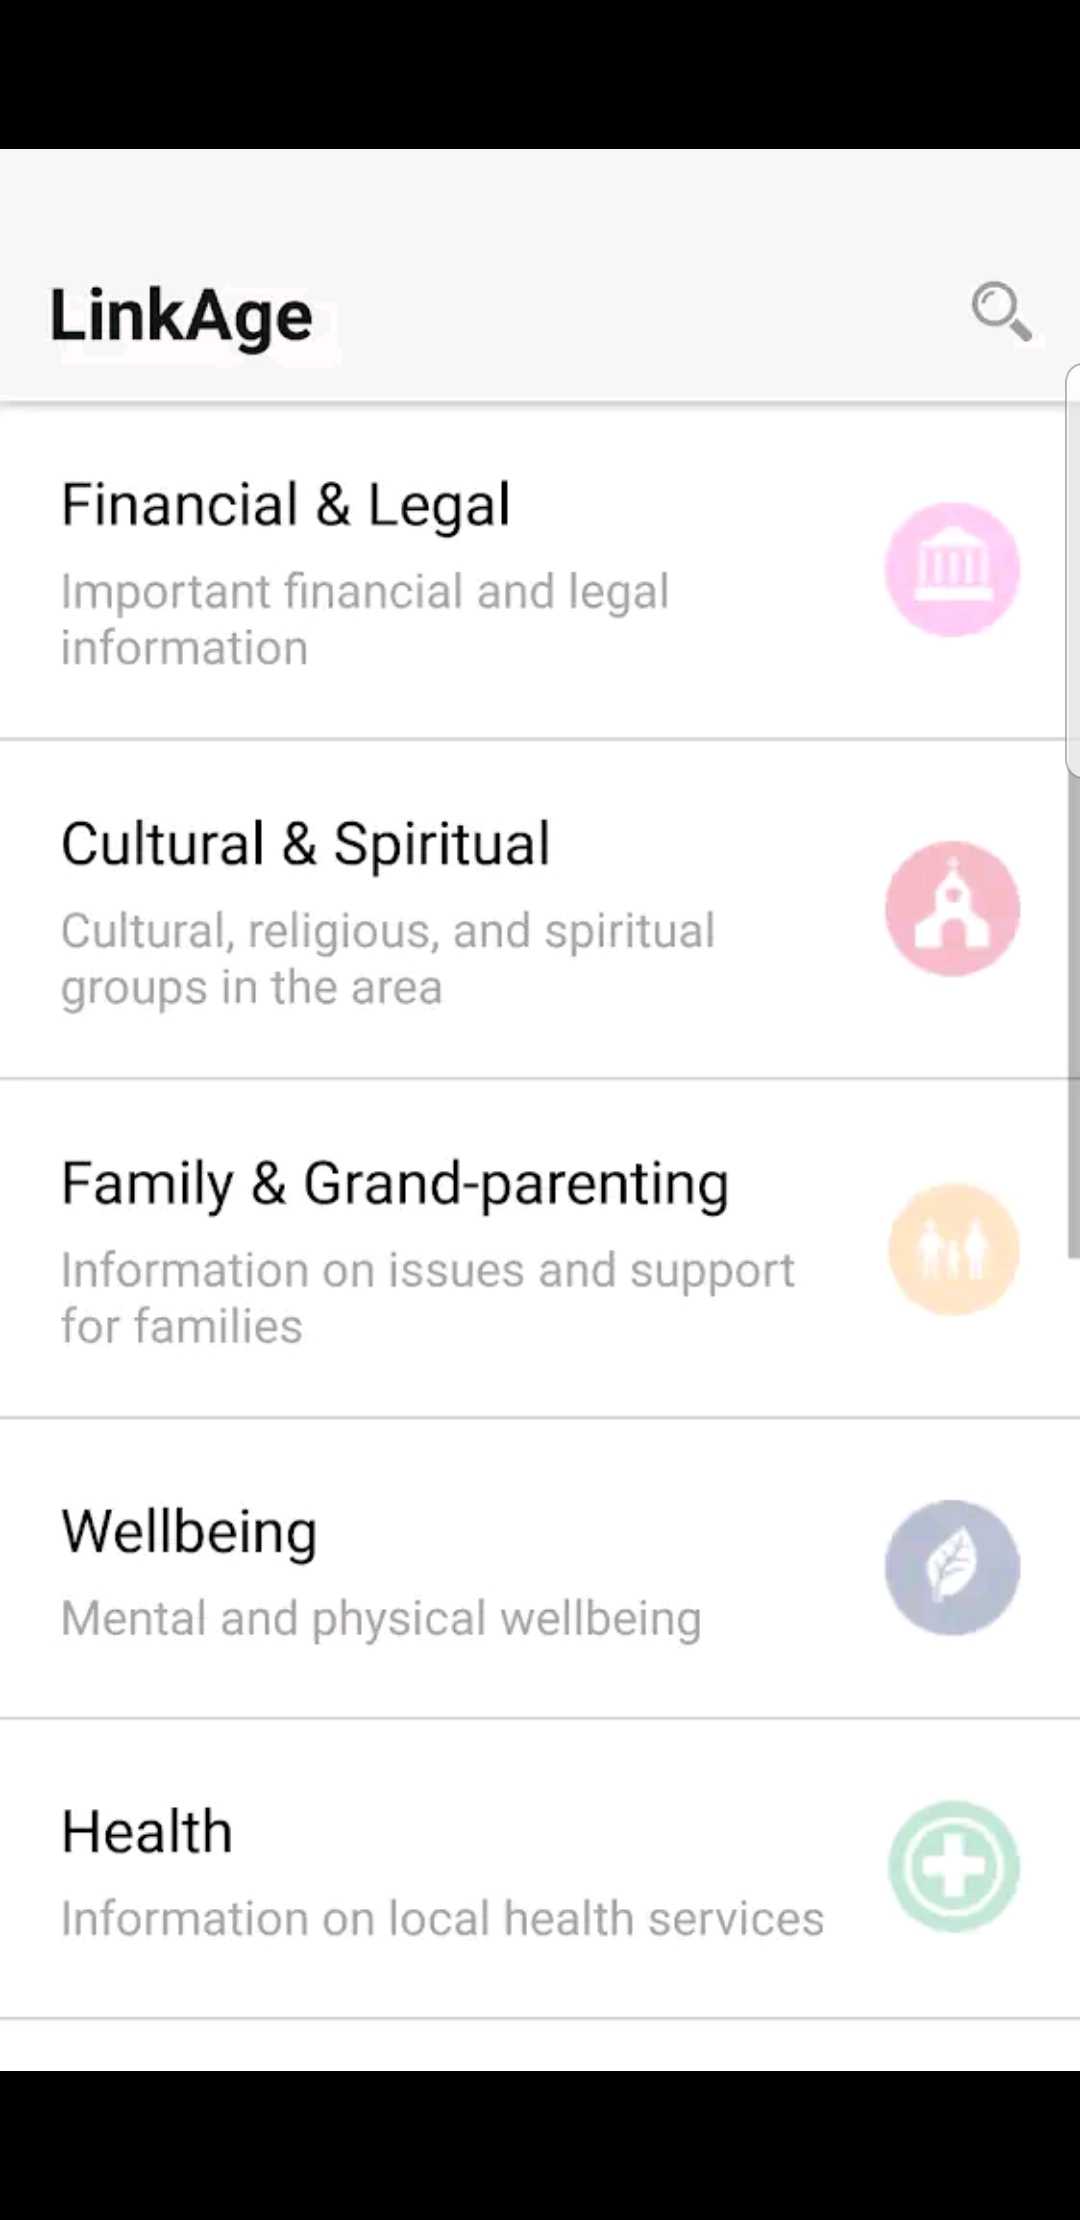 LinkAge
Financial & Legal
Important financial and legal
information
Cultural & Spiritual
Cultural, religious, and spiritual
groups in the area
Family & Grand-parenting
Information on issues and support
for families
Wellbeing
Mental and physical wellbeing
Health
Information on local health services